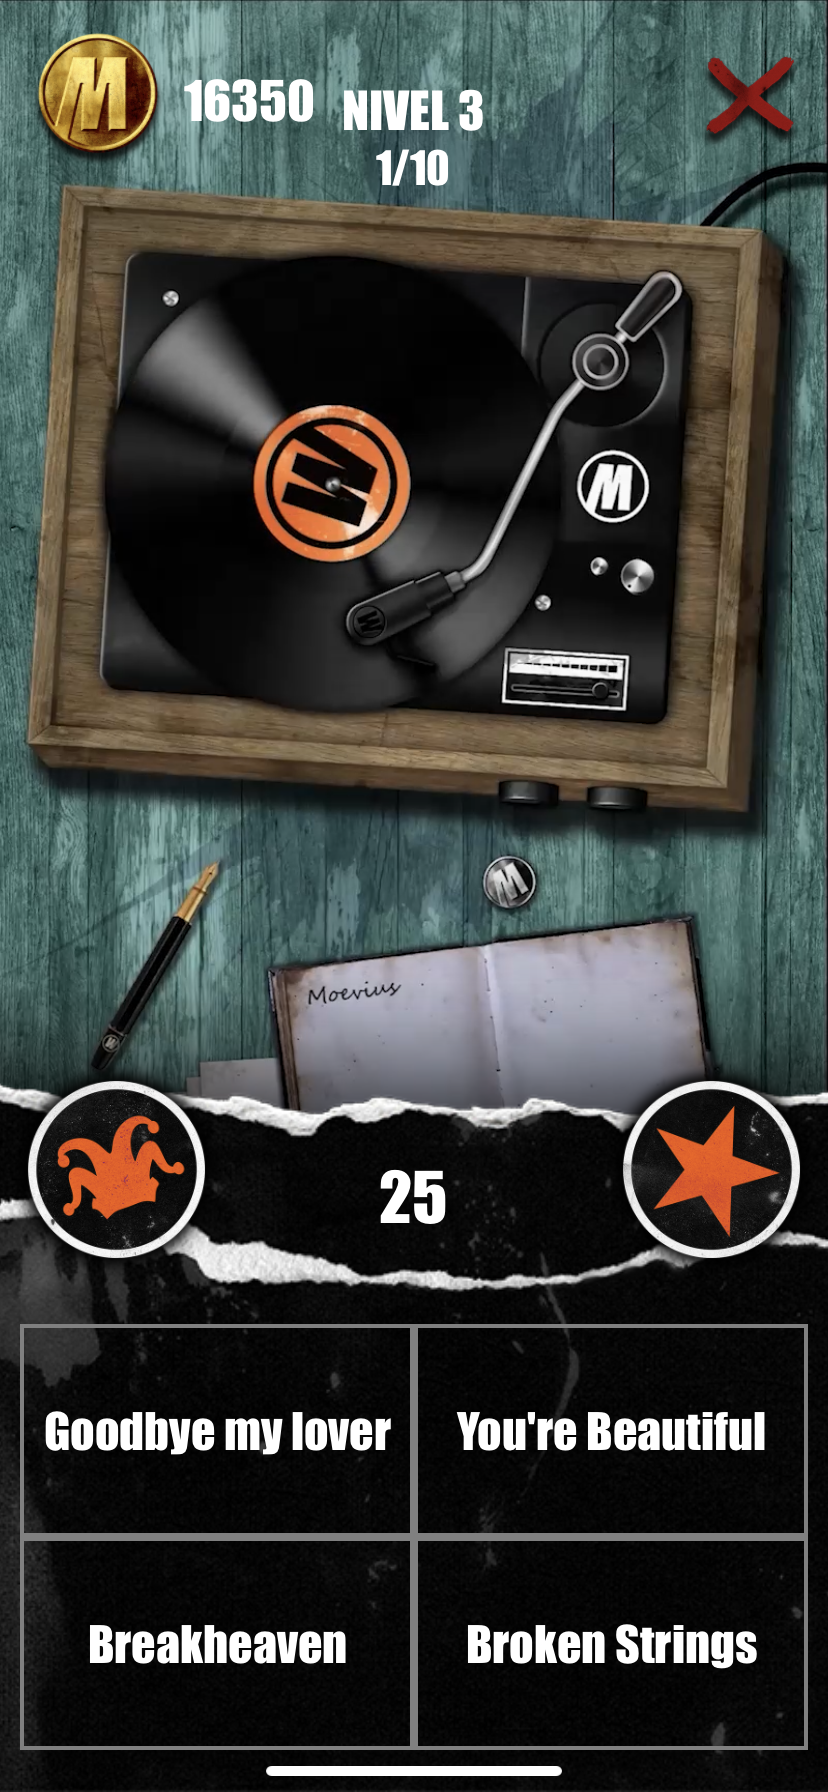 M
16350
NIVEL 3
1/10
M
M
M
M
Moevius
M
M
25
Goodbye my lover
You're Beautiful
Breakheaven
Broken Strings